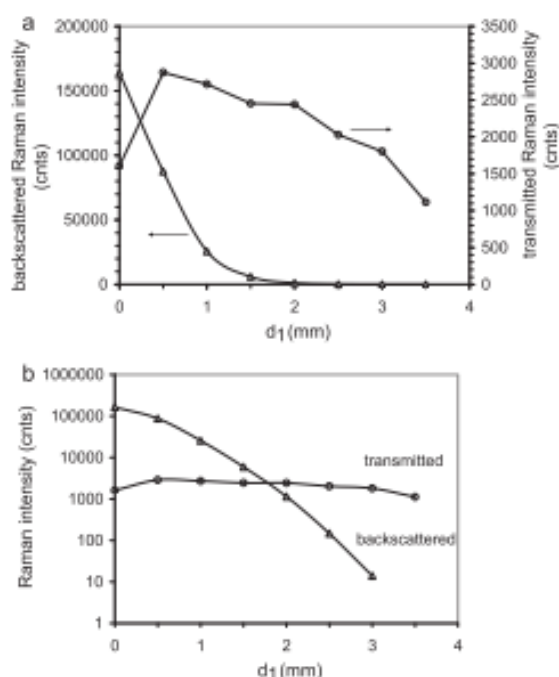 a
backscattered Raman intensity
(cnts)
200000
150000
100000
50000
0
3500
3000
2500
2000
1500
1000
500
0
transmitted Raman intensity
(cnts)
0 1 2 3 4
d1 (mm)
b
Raman intensity (cnts)
1000000
100000
10000
1000
100
10
1
transmitted
backscattered
0 1 2 3 4
d1 (mm)